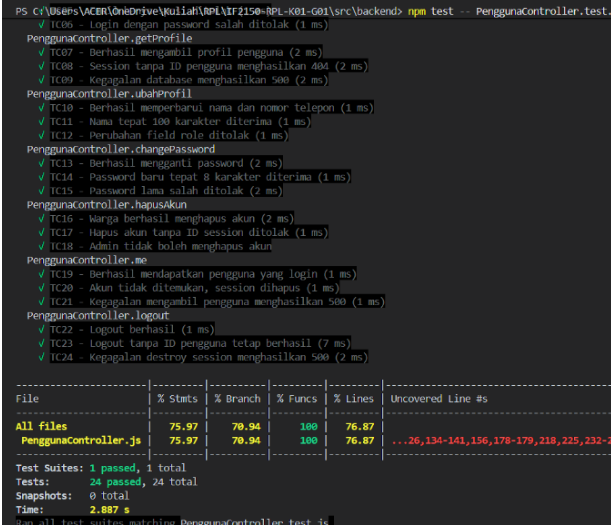 PS C:\Users\ACER\OneDrive\Kuliah\RPL\IF2150-RPL-K01-G01\src\backend> npm test -- PenggunaController.test.
√ TC06 - Login dengan password salah ditolak (1 ms)
PenggunaController.getProfile
√ TC07 - Berhasil mengambil profil pengguna (2 ms)
√ TC08 - Session tanpa ID pengguna menghasilkan 404 (2 ms)
√ TC09 - Kegagalan database menghasilkan 500 (2 ms)
PenggunaController.ubahProfil
√ TC10 - Berhasil memperbarui nama dan nomor telepon (1 ms)
√ TC11 - Nama tepat 100 karakter diterima (1 ms)
√ TC12 - Perubahan field role ditolak (1 ms)
PenggunaController.changePassword
√ TC13 - Berhasil mengganti password (2 ms)
√ TC14 - Password baru tepat 8 karakter diterima (1 ms)
√ TC15 - Password lama salah ditolak (2 ms)
PenggunaController.hapusAkun
√ TC16 - Warga berhasil menghapus akun (2 ms)
√ TC17 - Hapus akun tanpa ID session ditolak (1 ms)
√ TC18 - Admin tidak boleh menghapus akun
PenggunaController.me
√ TC19 - Berhasil mendapatkan pengguna yang login (1 ms)
√ TC20 - Akun tidak ditemukan, session dihapus (1 ms)
√ TC21 - Kegagalan mengambil pengguna menghasilkan 500 (1 ms)
PenggunaController.logout
√ TC22 - Logout berhasil (1 ms)
√ TC23 - Logout tanpa ID pengguna tetap berhasil (7 ms)
√ TC24 - Kegagalan destroy session menghasilkan 500 (2 ms)
File | % Stmts | % Branch | % Funcs | % Lines | Uncovered Line #s
All files | 75.97 | 70.94 | 100 | 76.87 |
PenggunaController.js | 75.97 | 70.94 | 100 | 76.87 | ...26,134-141,156,178-179,218,225,232-2
Test Suites: 1 passed, 1 total
Tests: 24 passed, 24 total
Snapshots: 0 total
Time: 2.887 s
Ran all test suites matching PenggunaController.test.js.